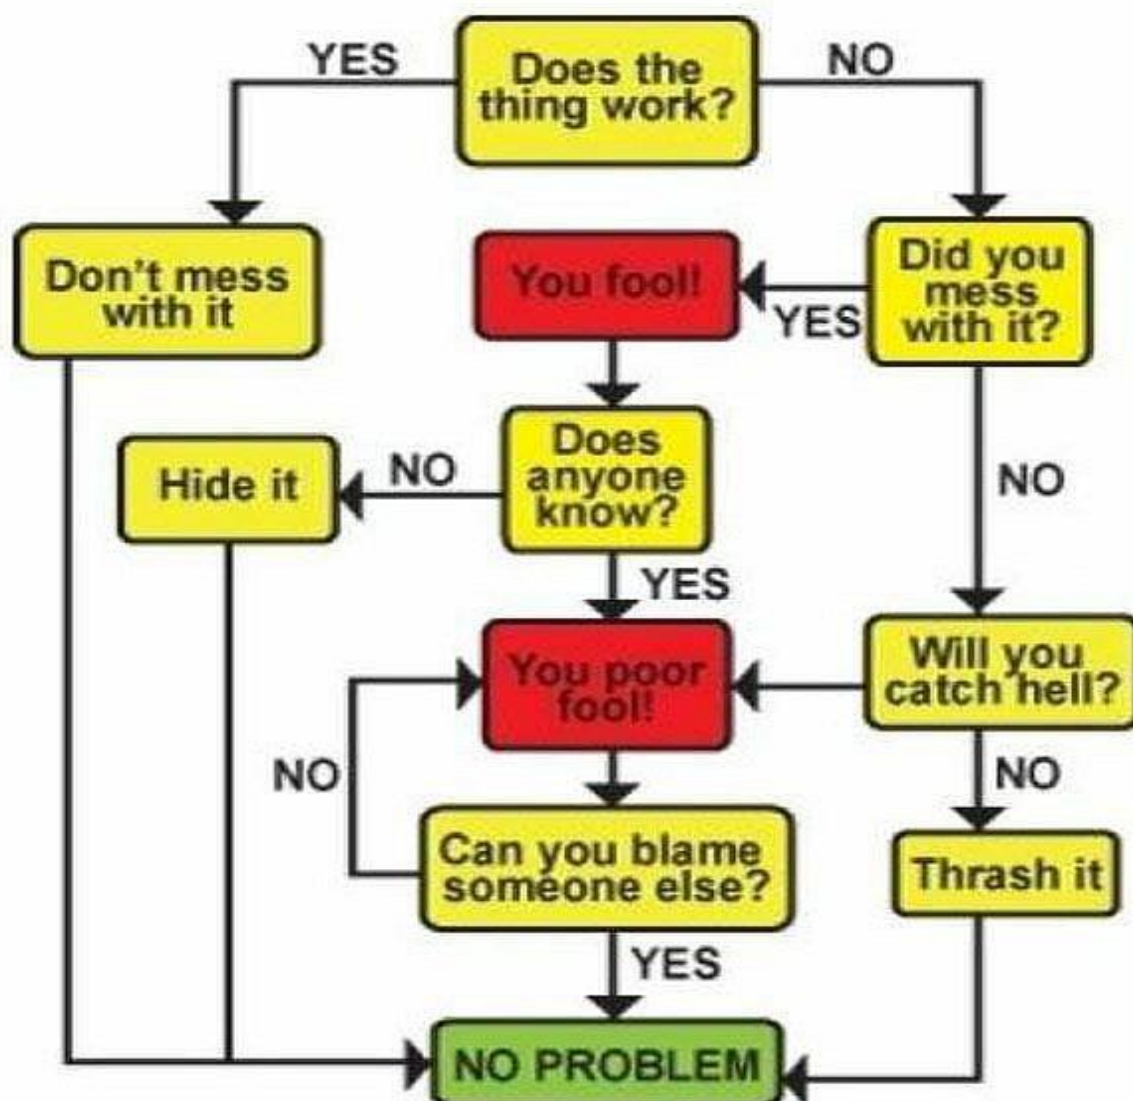 YES
Does the
thing work?
NO
Don't mess
with it
You fool!
YES
Did you
mess
with it?
Hide it
NO
Does
anyone
know?
NO
YES
You poor
fool!
Will you
catch hell?
NO
NO
Can you blame
someone else?
Thrash it
YES
NO PROBLEM